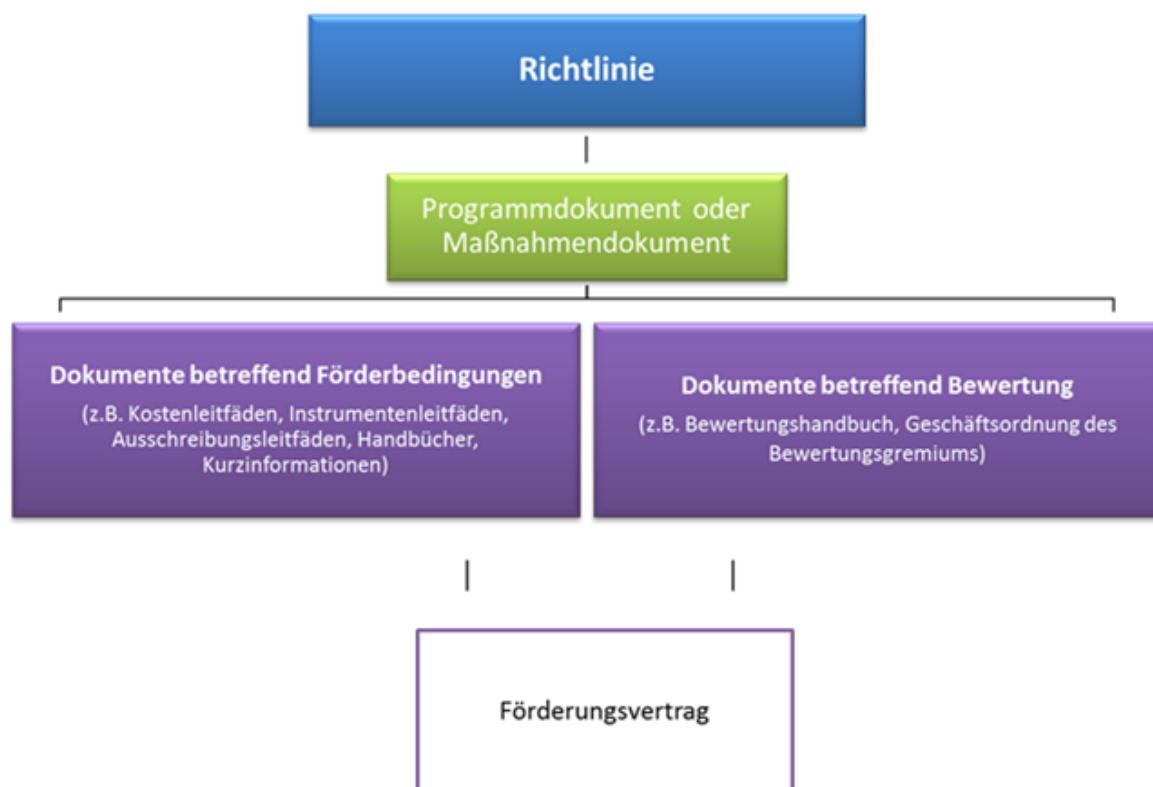 Richtlinie
Programmdokument oder
Maßnahmendokument
Dokumente betreffend Förderbedingungen
(z.B. Kostenleitfäden, Instrumentenleitfäden,
Ausschreibungsleitfäden, Handbücher,
Kurzinformationen)
Dokumente betreffend Bewertung
(z.B. Bewertungshandbuch, Geschäftsordnung des
Bewertungsgremiums)
Förderungsvertrag